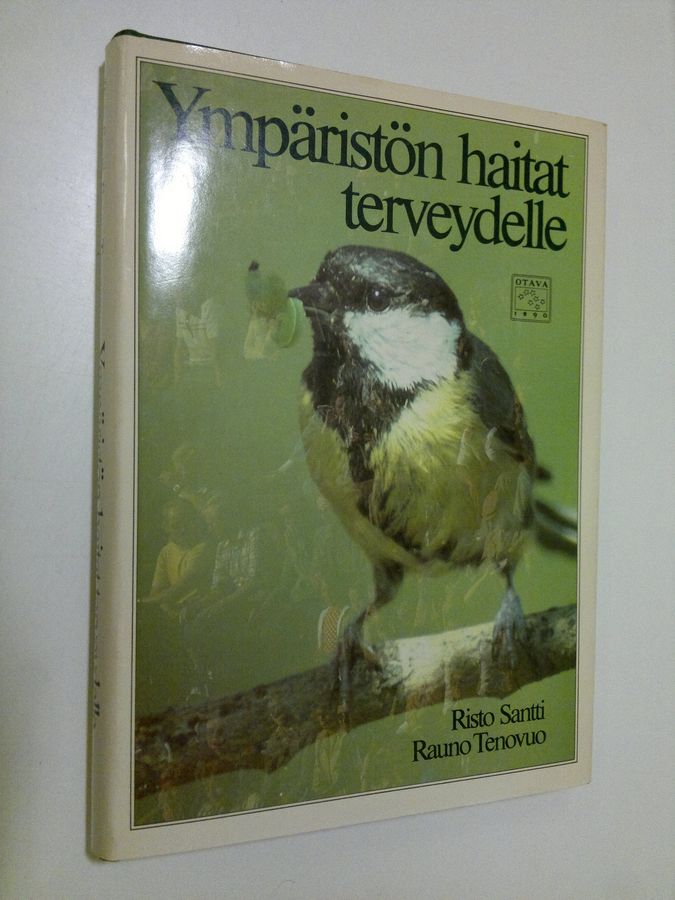 Ympäristön haitat
terveydelle
OTAVA
1890
Risto Santti
Rauno Tenovuo